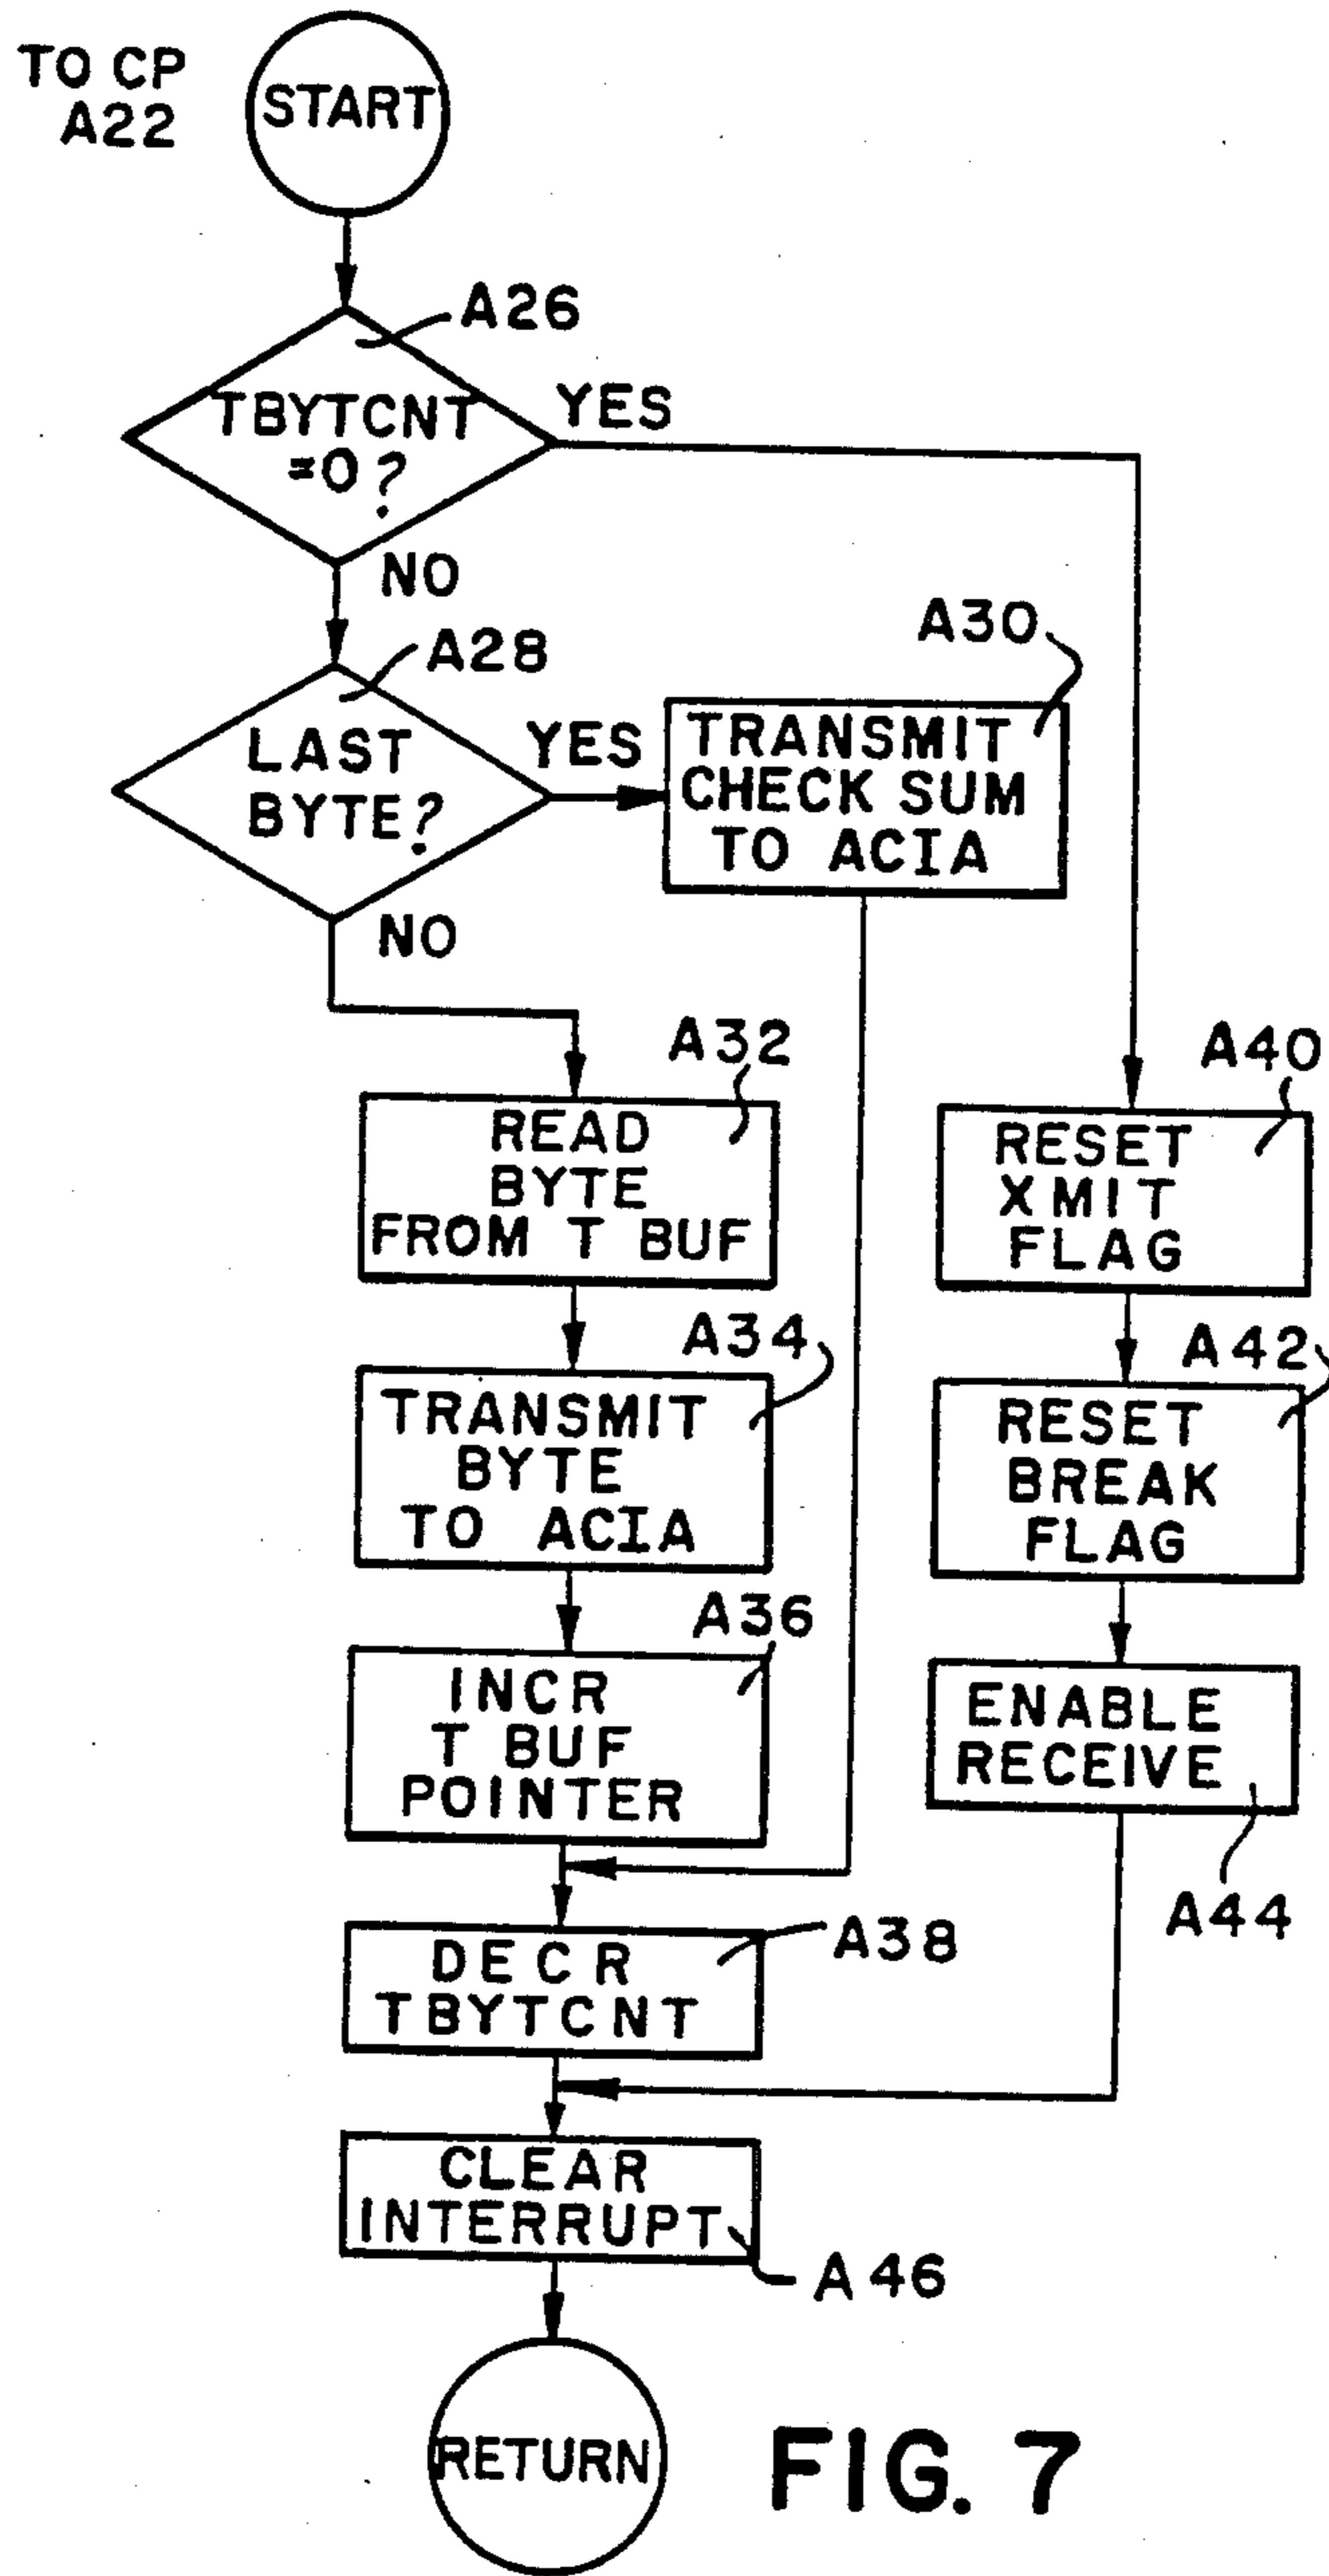 TO CP
A22
START
A26
TBYTCNT
=0?
YES
NO
A28
LAST
BYTE?
YES
NO
A30
TRANSMIT
CHECK SUM
TO ACIA
A32
READ
BYTE
FROM T BUF
A34
TRANSMIT
BYTE
TO ACIA
A36
INCR
T BUF
POINTER
A40
RESET
XMIT
FLAG
A42
RESET
BREAK
FLAG
ENABLE
RECEIVE
A44
A38
DECR
TBYTCNT
CLEAR
INTERRUPT
A46
RETURN
FIG. 7